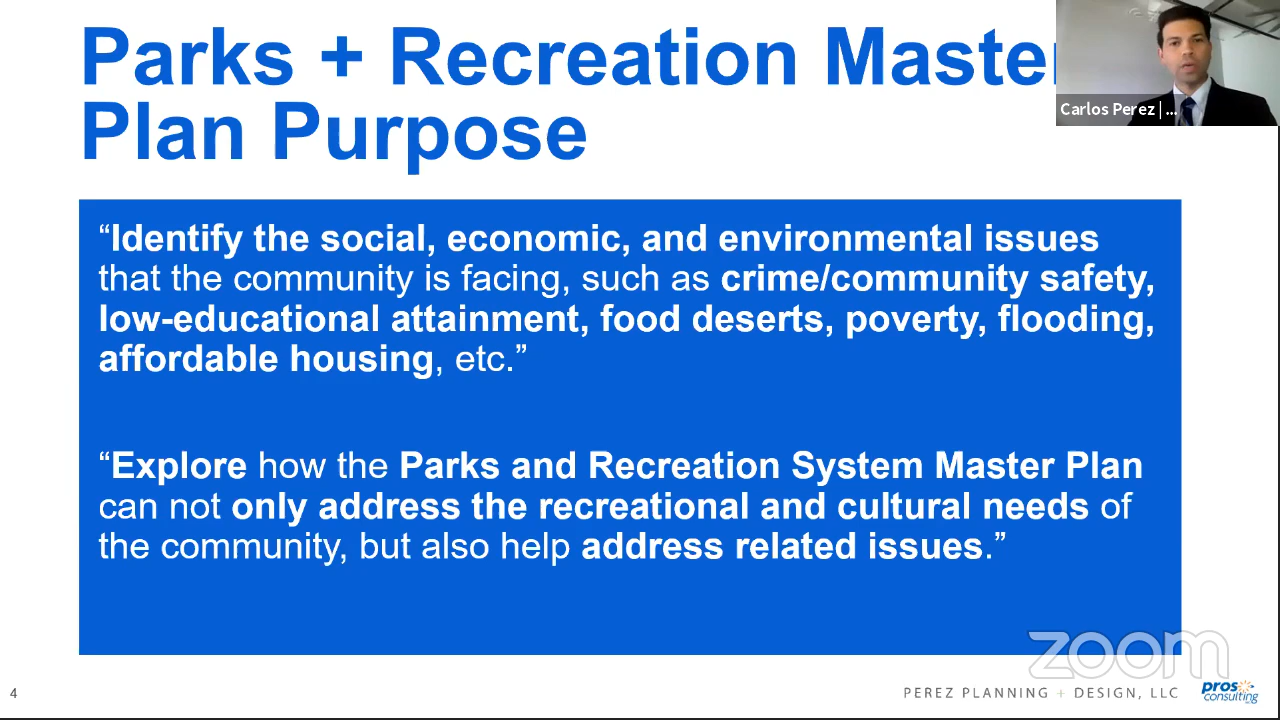 Parks + Recreation Maste
Plan Purpose
Carlos Perez | ...
“Identify the social, economic, and environmental issues
that the community is facing, such as crime/community safety,
low-educational attainment, food deserts, poverty, flooding,
affordable housing, etc.”
“Explore how the Parks and Recreation System Master Plan
can not only address the recreational and cultural needs of
the community, but also help address related issues.”
zoom
4
PEREZ PLANNING + DESIGN, LLC
pros
consulting